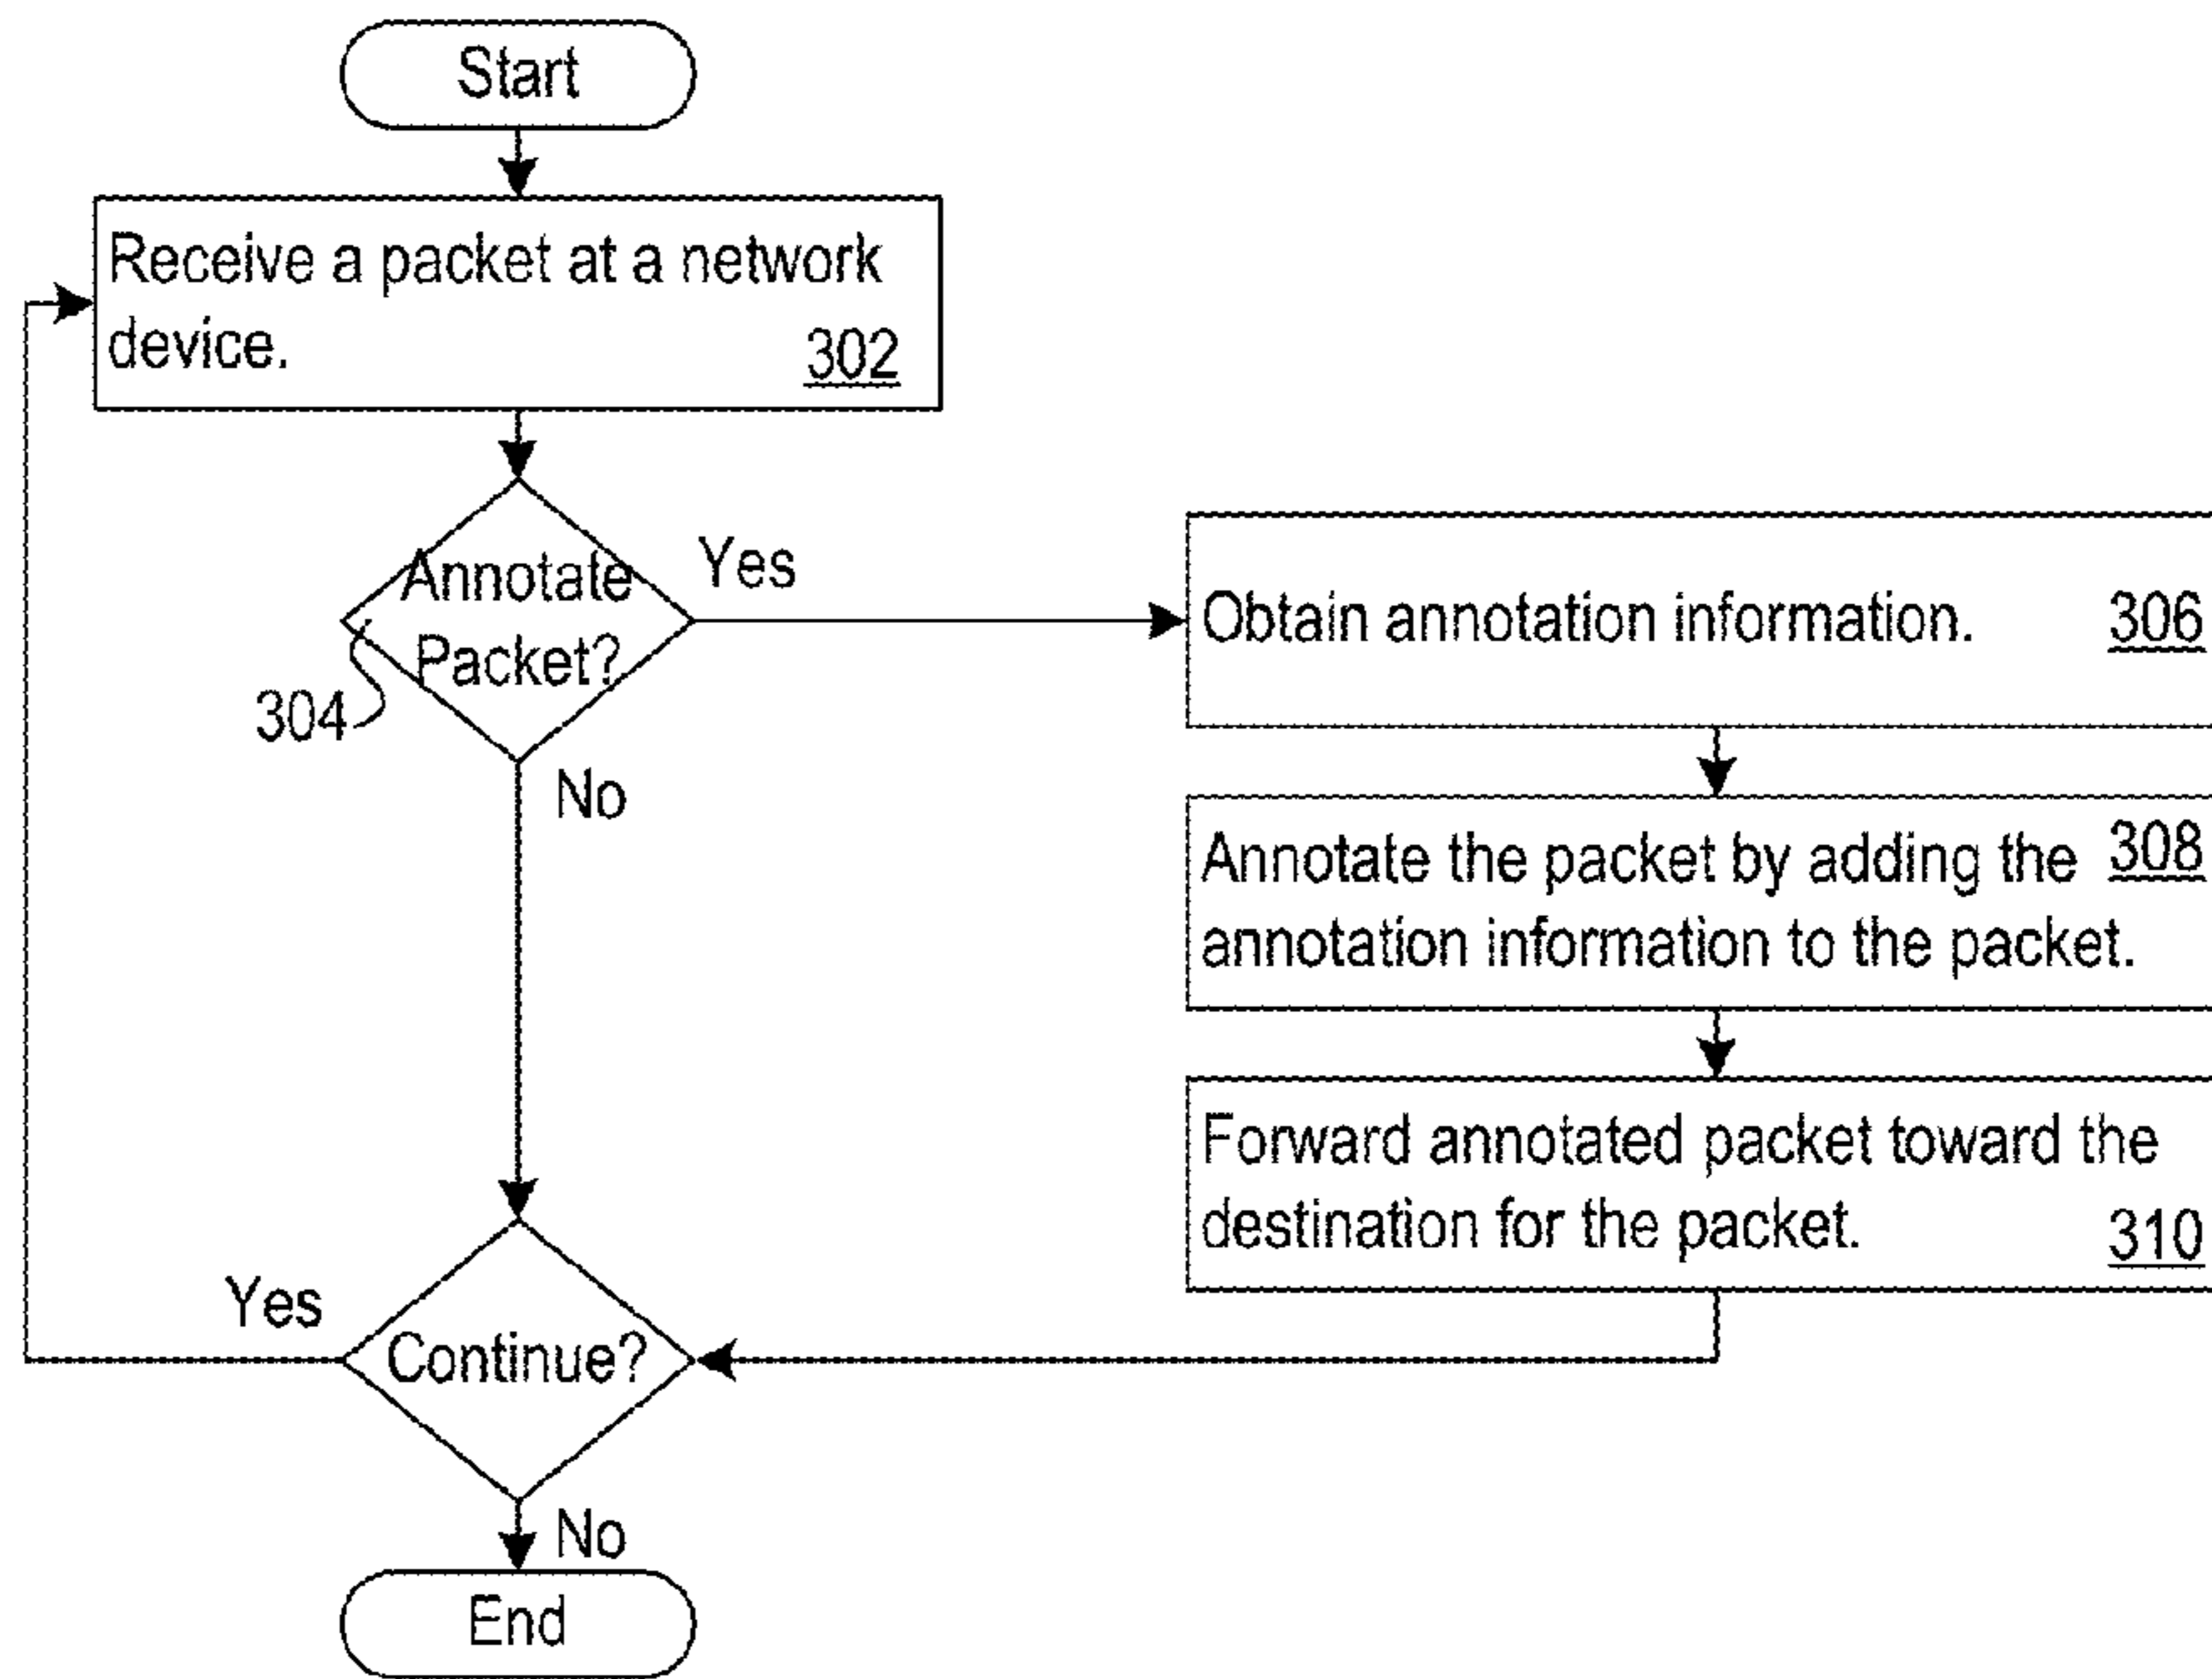 Start
Receive a packet at a network
device. 302
Annotate
Packet?
Yes
304
No
Obtain annotation information. 306
Annotate the packet by adding the 308
annotation information to the packet.
Forward annotated packet toward the
destination for the packet. 310
Yes
Continue?
No
End